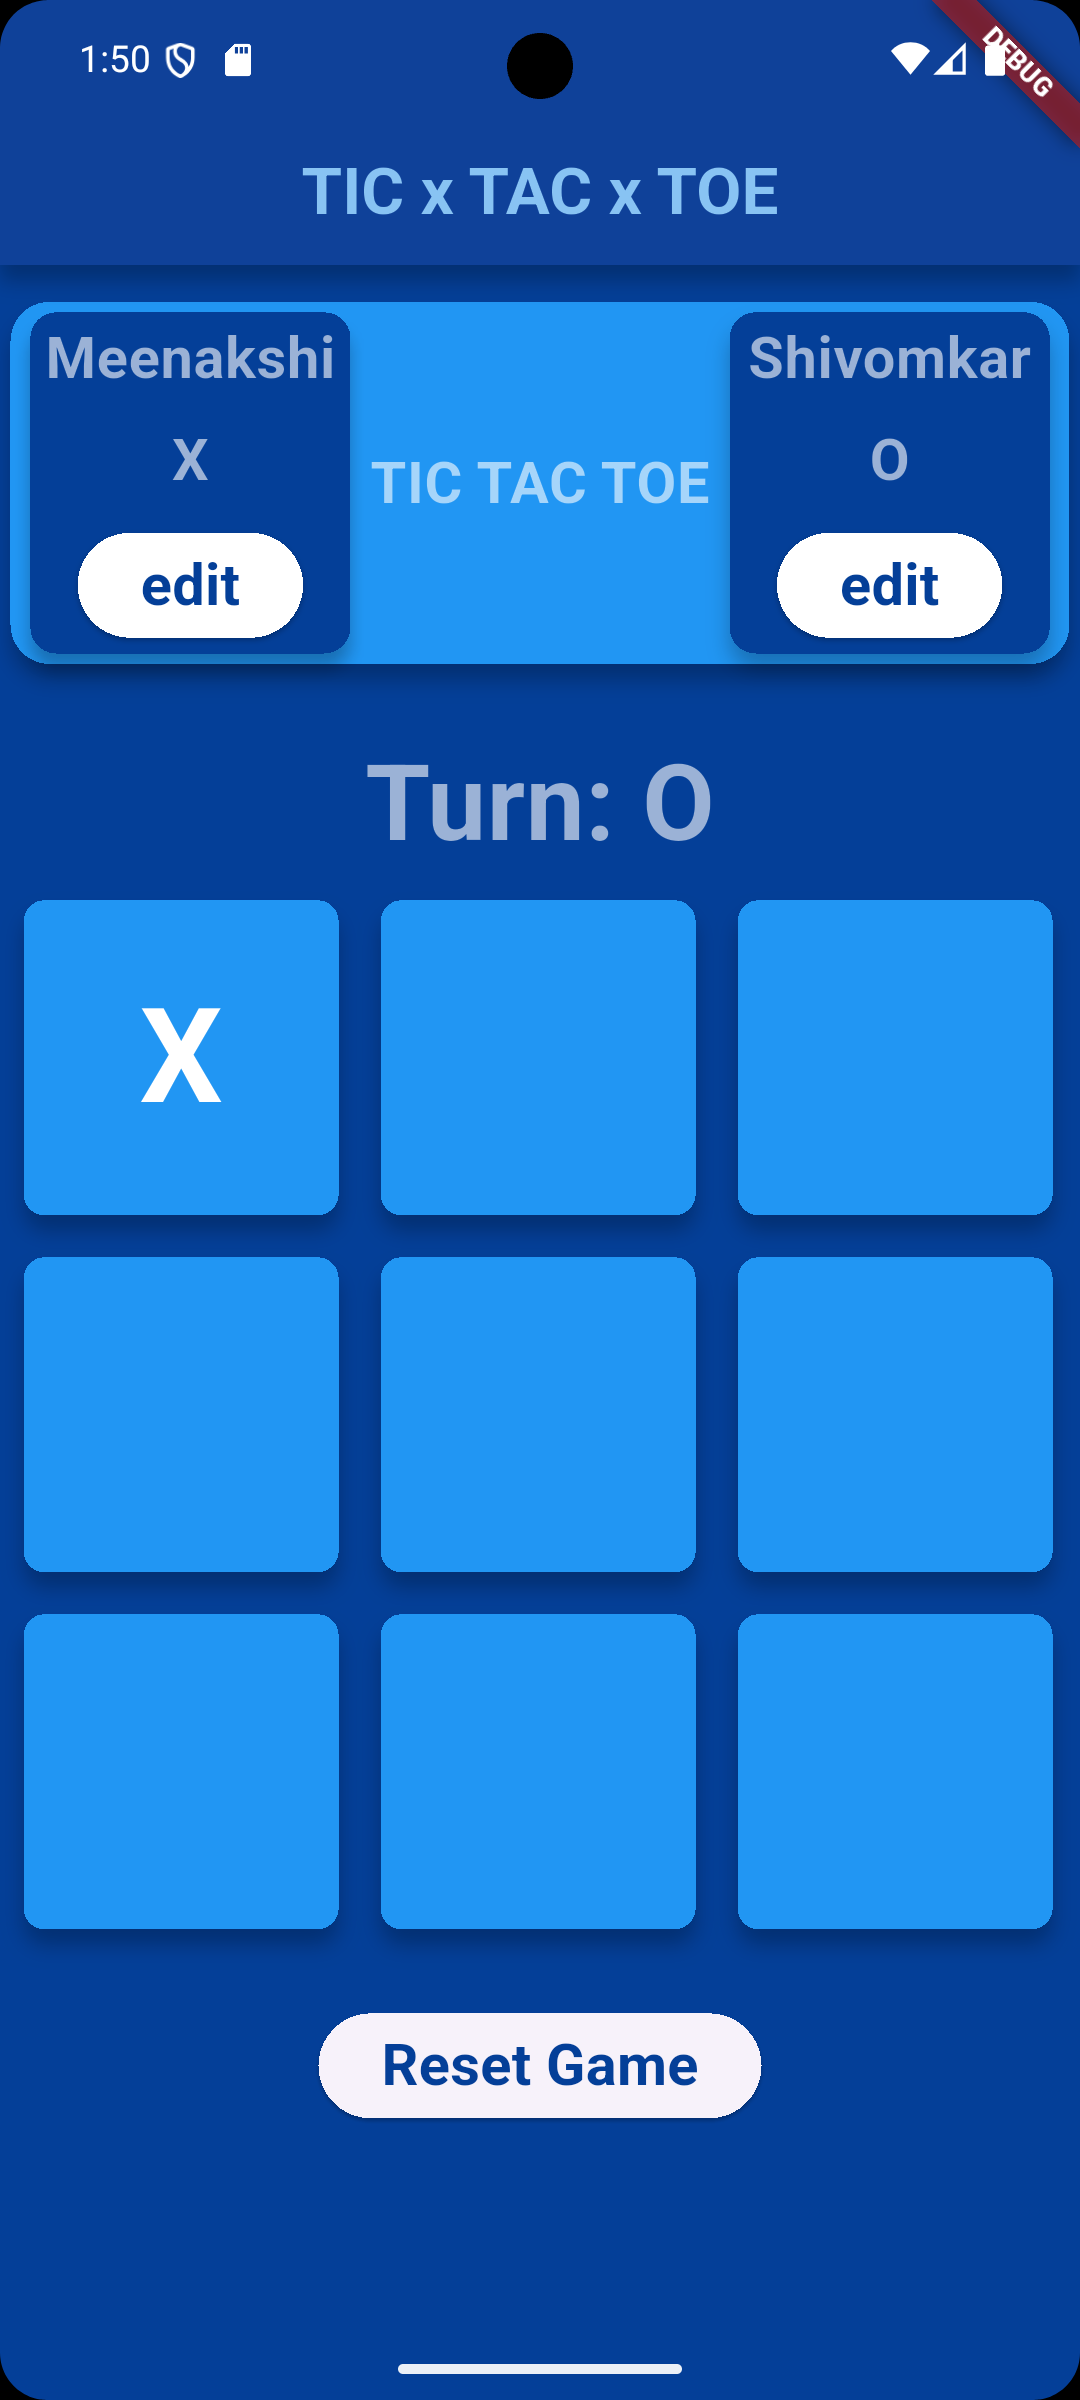 1:50
DEBUG
TIC x TAC x TOE
Meenakshi
X
edit
TIC TAC TOE
Shivomkar
O
edit
Turn: O
X
Reset Game